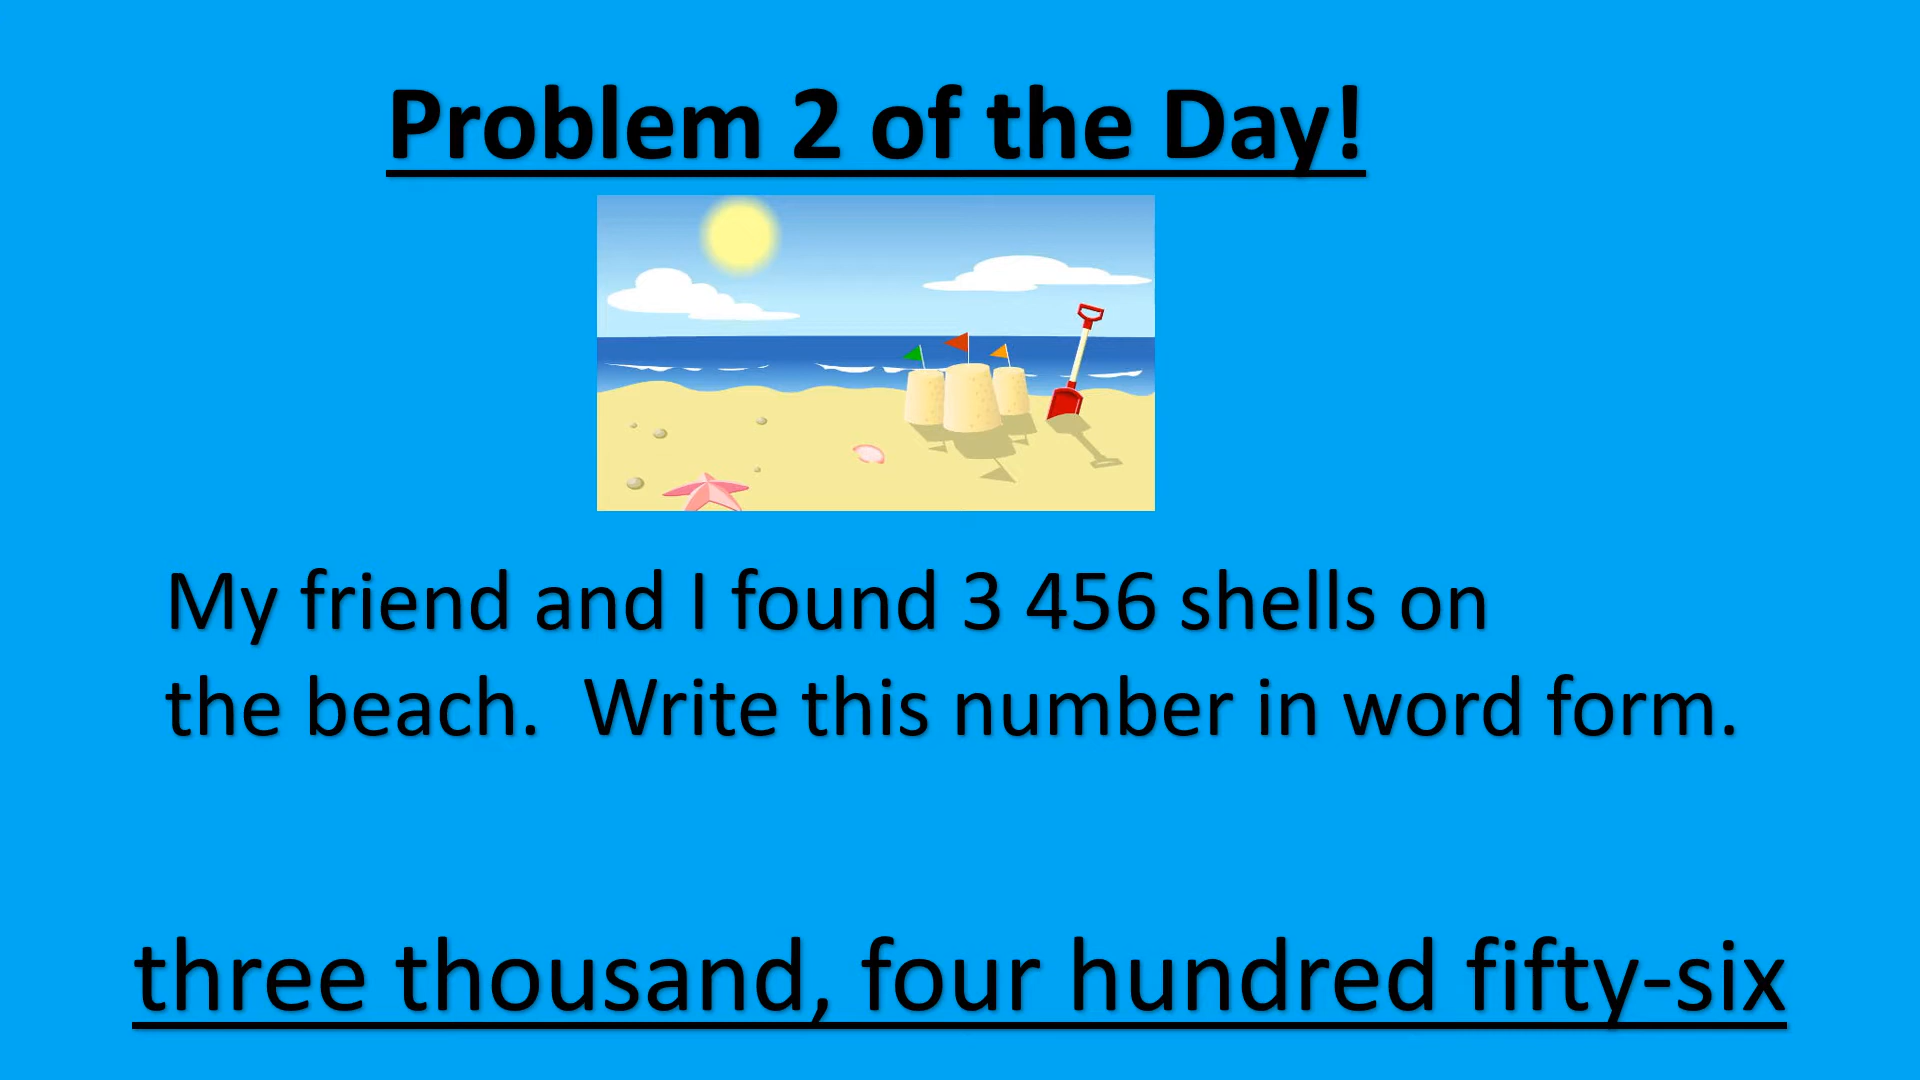 Problem 2 of the Day!
My friend and I found 3 456 shells on
the beach.  Write this number in word form.
three thousand, four hundred fifty-six